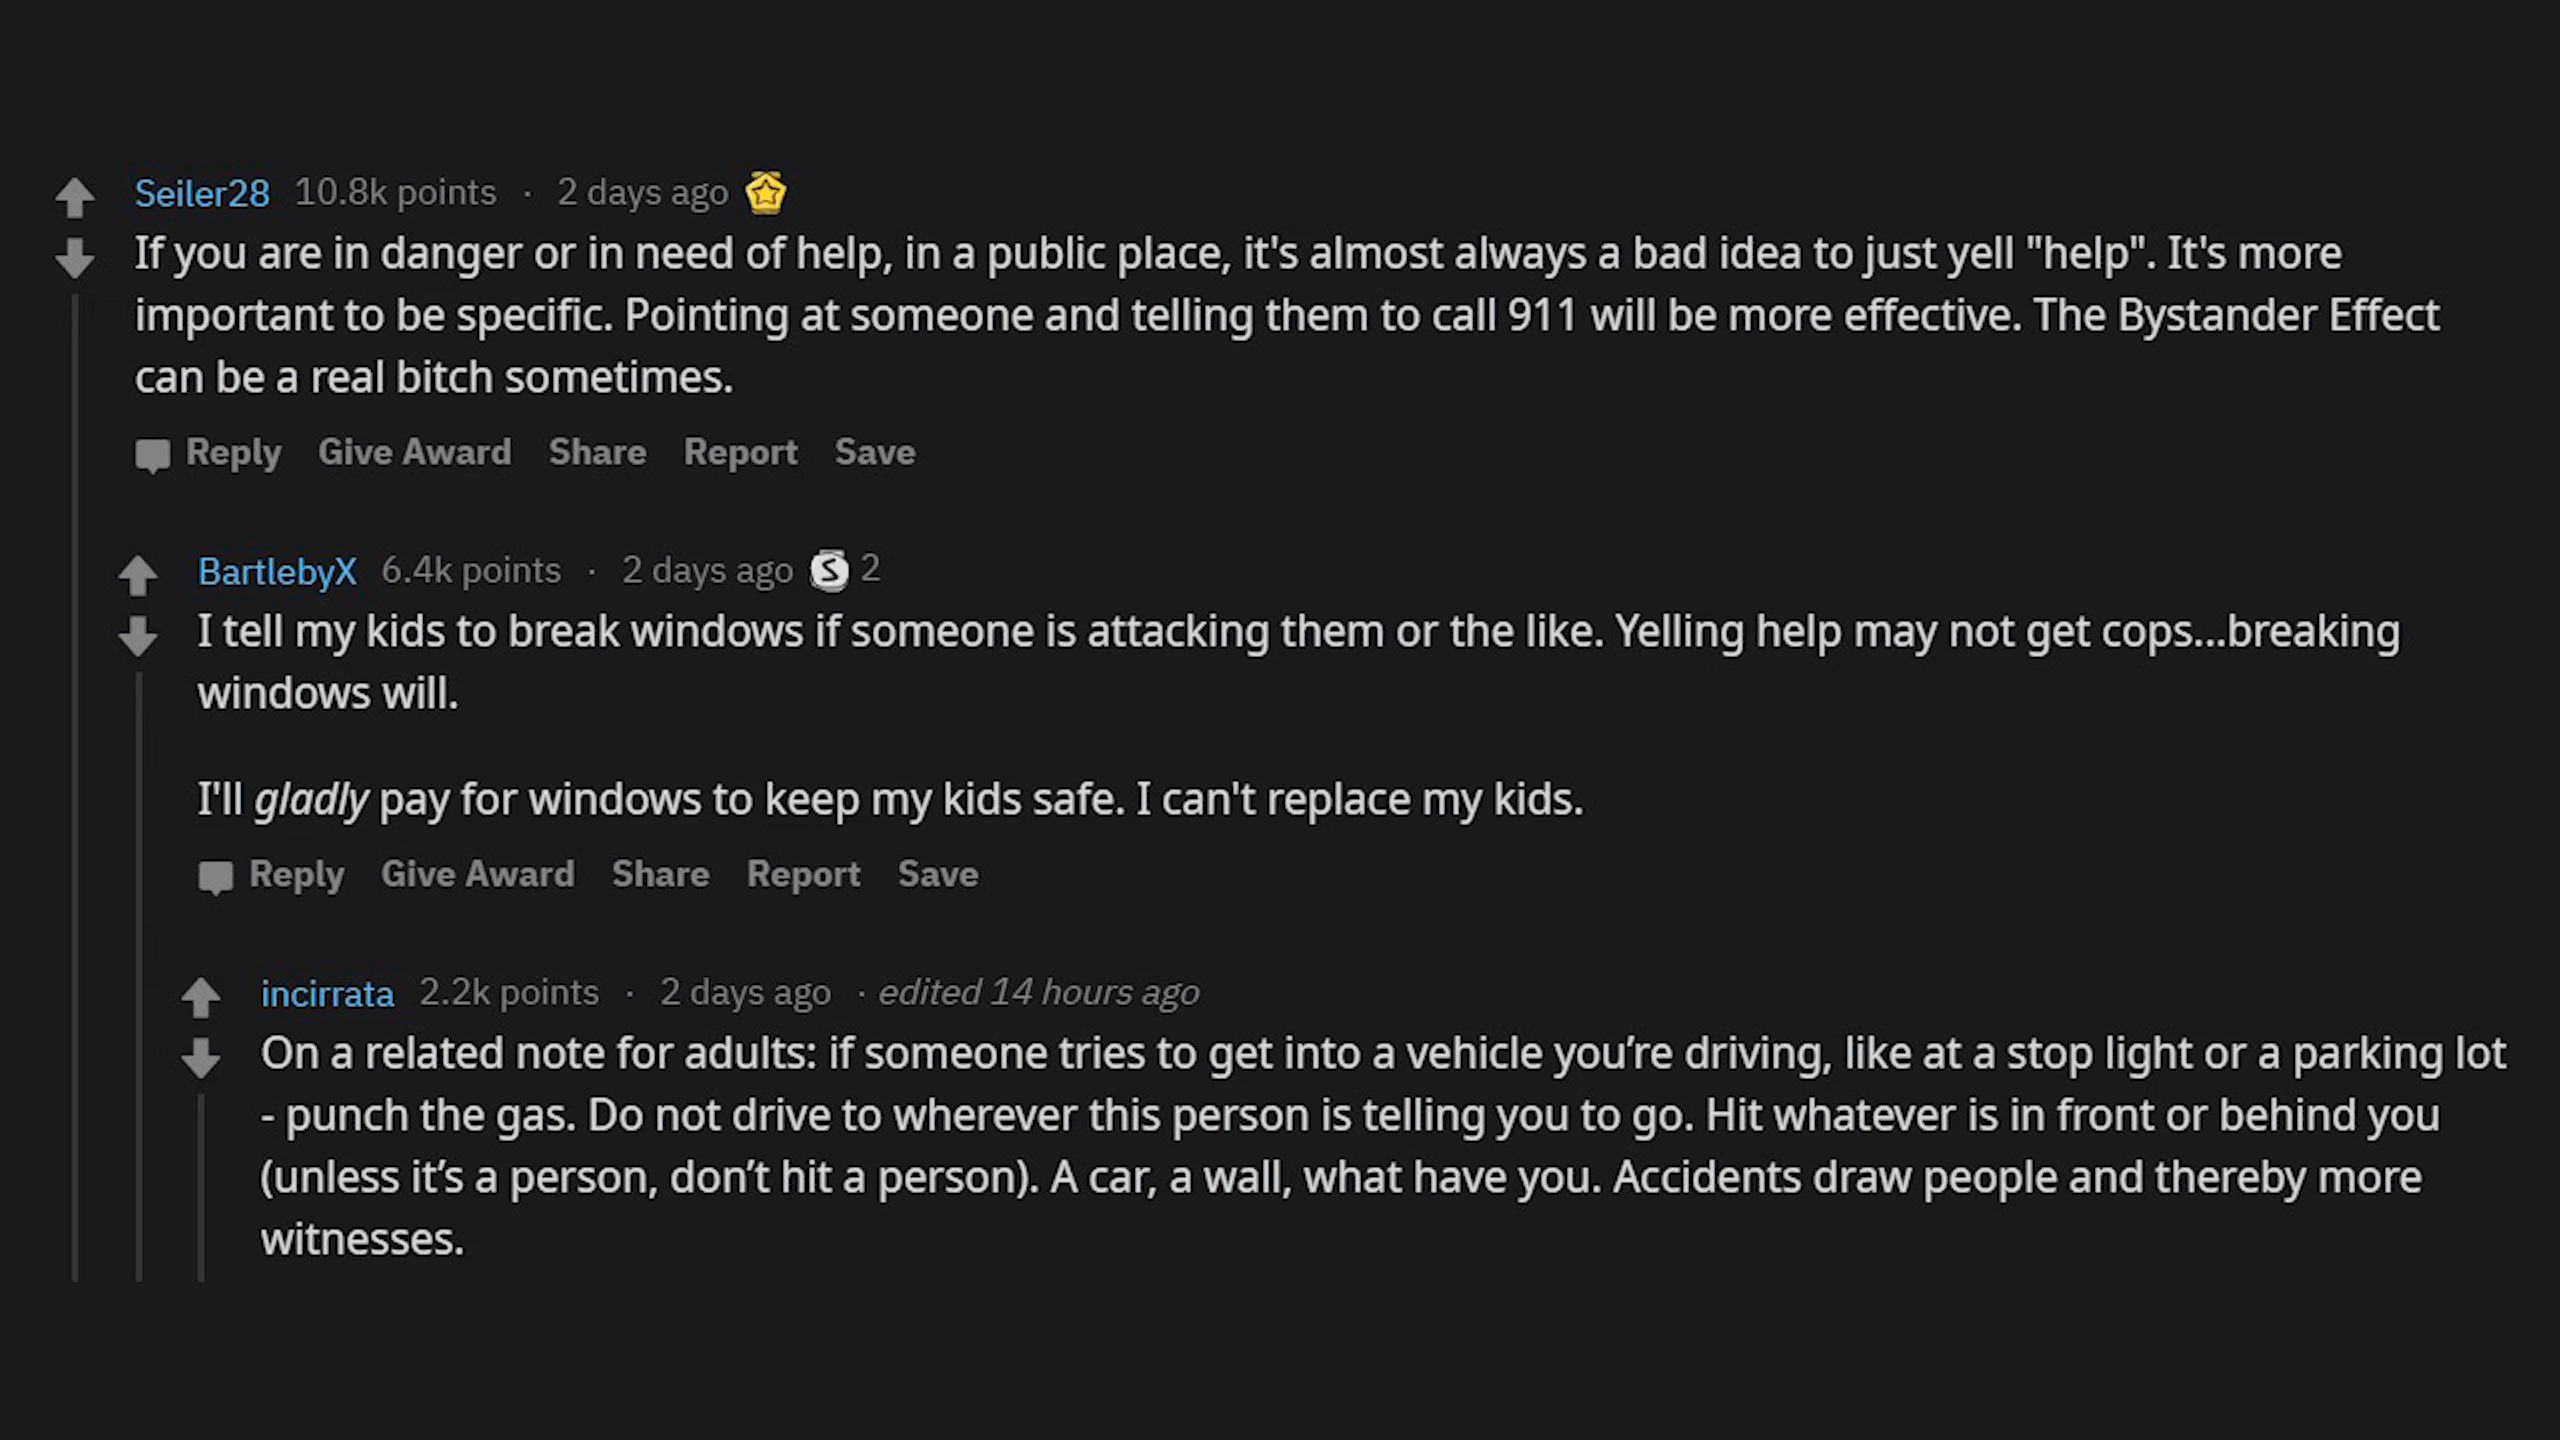 Seiler28 10.8k points · 2 days ago
If you are in danger or in need of help, in a public place, it's almost always a bad idea to just yell "help". It's more
important to be specific. Pointing at someone and telling them to call 911 will be more effective. The Bystander Effect
can be a real bitch sometimes.
Reply Give Award Share Report Save
BartlebyX 6.4k points · 2 days ago S 2
I tell my kids to break windows if someone is attacking them or the like. Yelling help may not get cops...breaking
windows will.
I'll gladly pay for windows to keep my kids safe. I can't replace my kids.
Reply Give Award Share Report Save
incirrata 2.2k points · 2 days ago · edited 14 hours ago
On a related note for adults: if someone tries to get into a vehicle you’re driving, like at a stop light or a parking lot
- punch the gas. Do not drive to wherever this person is telling you to go. Hit whatever is in front or behind you
(unless it’s a person, don’t hit a person). A car, a wall, what have you. Accidents draw people and thereby more
witnesses.